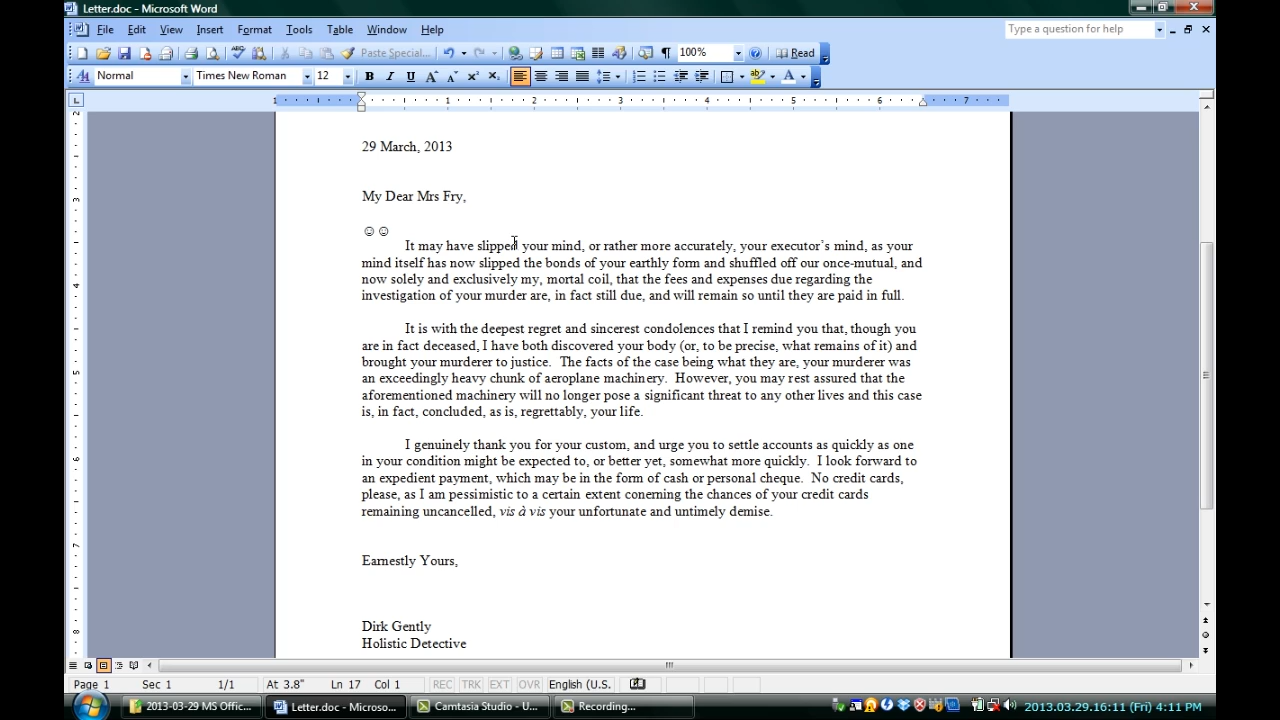 Letter.doc - Microsoft Word
File Edit View Insert Format Tools Table Window Help Type a question for help
Paste Special... 100% Read
Normal Times New Roman 12
1 1 2 3 4 5 6 7
29 March, 2013
My Dear Mrs Fry,
☺☺
It may have slipped your mind, or rather more accurately, your executor's mind, as your
mind itself has now slipped the bonds of your earthly form and shuffled off our once-mutual, and
now solely and exclusively my, mortal coil, that the fees and expenses due regarding the
investigation of your murder are, in fact still due, and will remain so until they are paid in full.
It is with the deepest regret and sincerest condolences that I remind you that, though you
are in fact deceased, I have both discovered your body (or, to be precise, what remains of it) and
brought your murderer to justice.  The facts of the case being what they are, your murderer was
an exceedingly heavy chunk of aeroplane machinery.  However, you may rest assured that the
aforementioned machinery will no longer pose a significant threat to any other lives and this case
is, in fact, concluded, as is, regrettably, your life.
I genuinely thank you for your custom, and urge you to settle accounts as quickly as one
in your condition might be expected to, or better yet, somewhat more quickly.  I look forward to
an expedient payment, which may be in the form of cash or personal cheque.  No credit cards,
please, as I am pessimistic to a certain extent conerning the chances of your credit cards
remaining uncancelled, vis à vis your unfortunate and untimely demise.
Earnestly Yours,
Dirk Gently
Holistic Detective
Page 1 Sec 1 1/1 At 3.8" Ln 17 Col 1 REC TRK EXT OVR English (U.S.
2013-03-29 MS Offic... Letter.doc - Microso... Camtasia Studio - U... Recording... 2013.03.29.16:11 (Fri) 4:11 PM